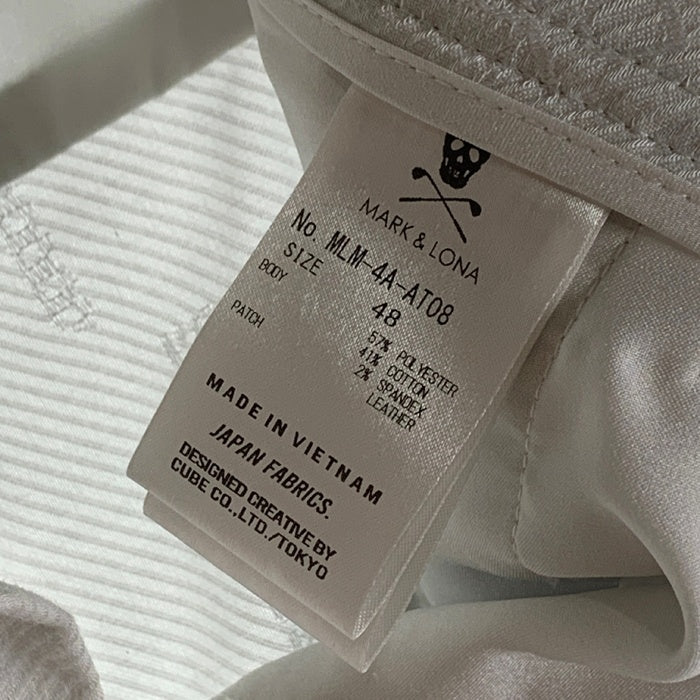 MARK & LONA
No. MLM-4A-AT08
SIZE 48
BODY 57% POLYESTER
41% COTTON
2% SPANDEX
PATCH LEATHER
MADE IN VIETNAM
JAPAN FABRICS.
DESIGNED CREATIVE BY
CUBE CO.,LTD./TOKYO